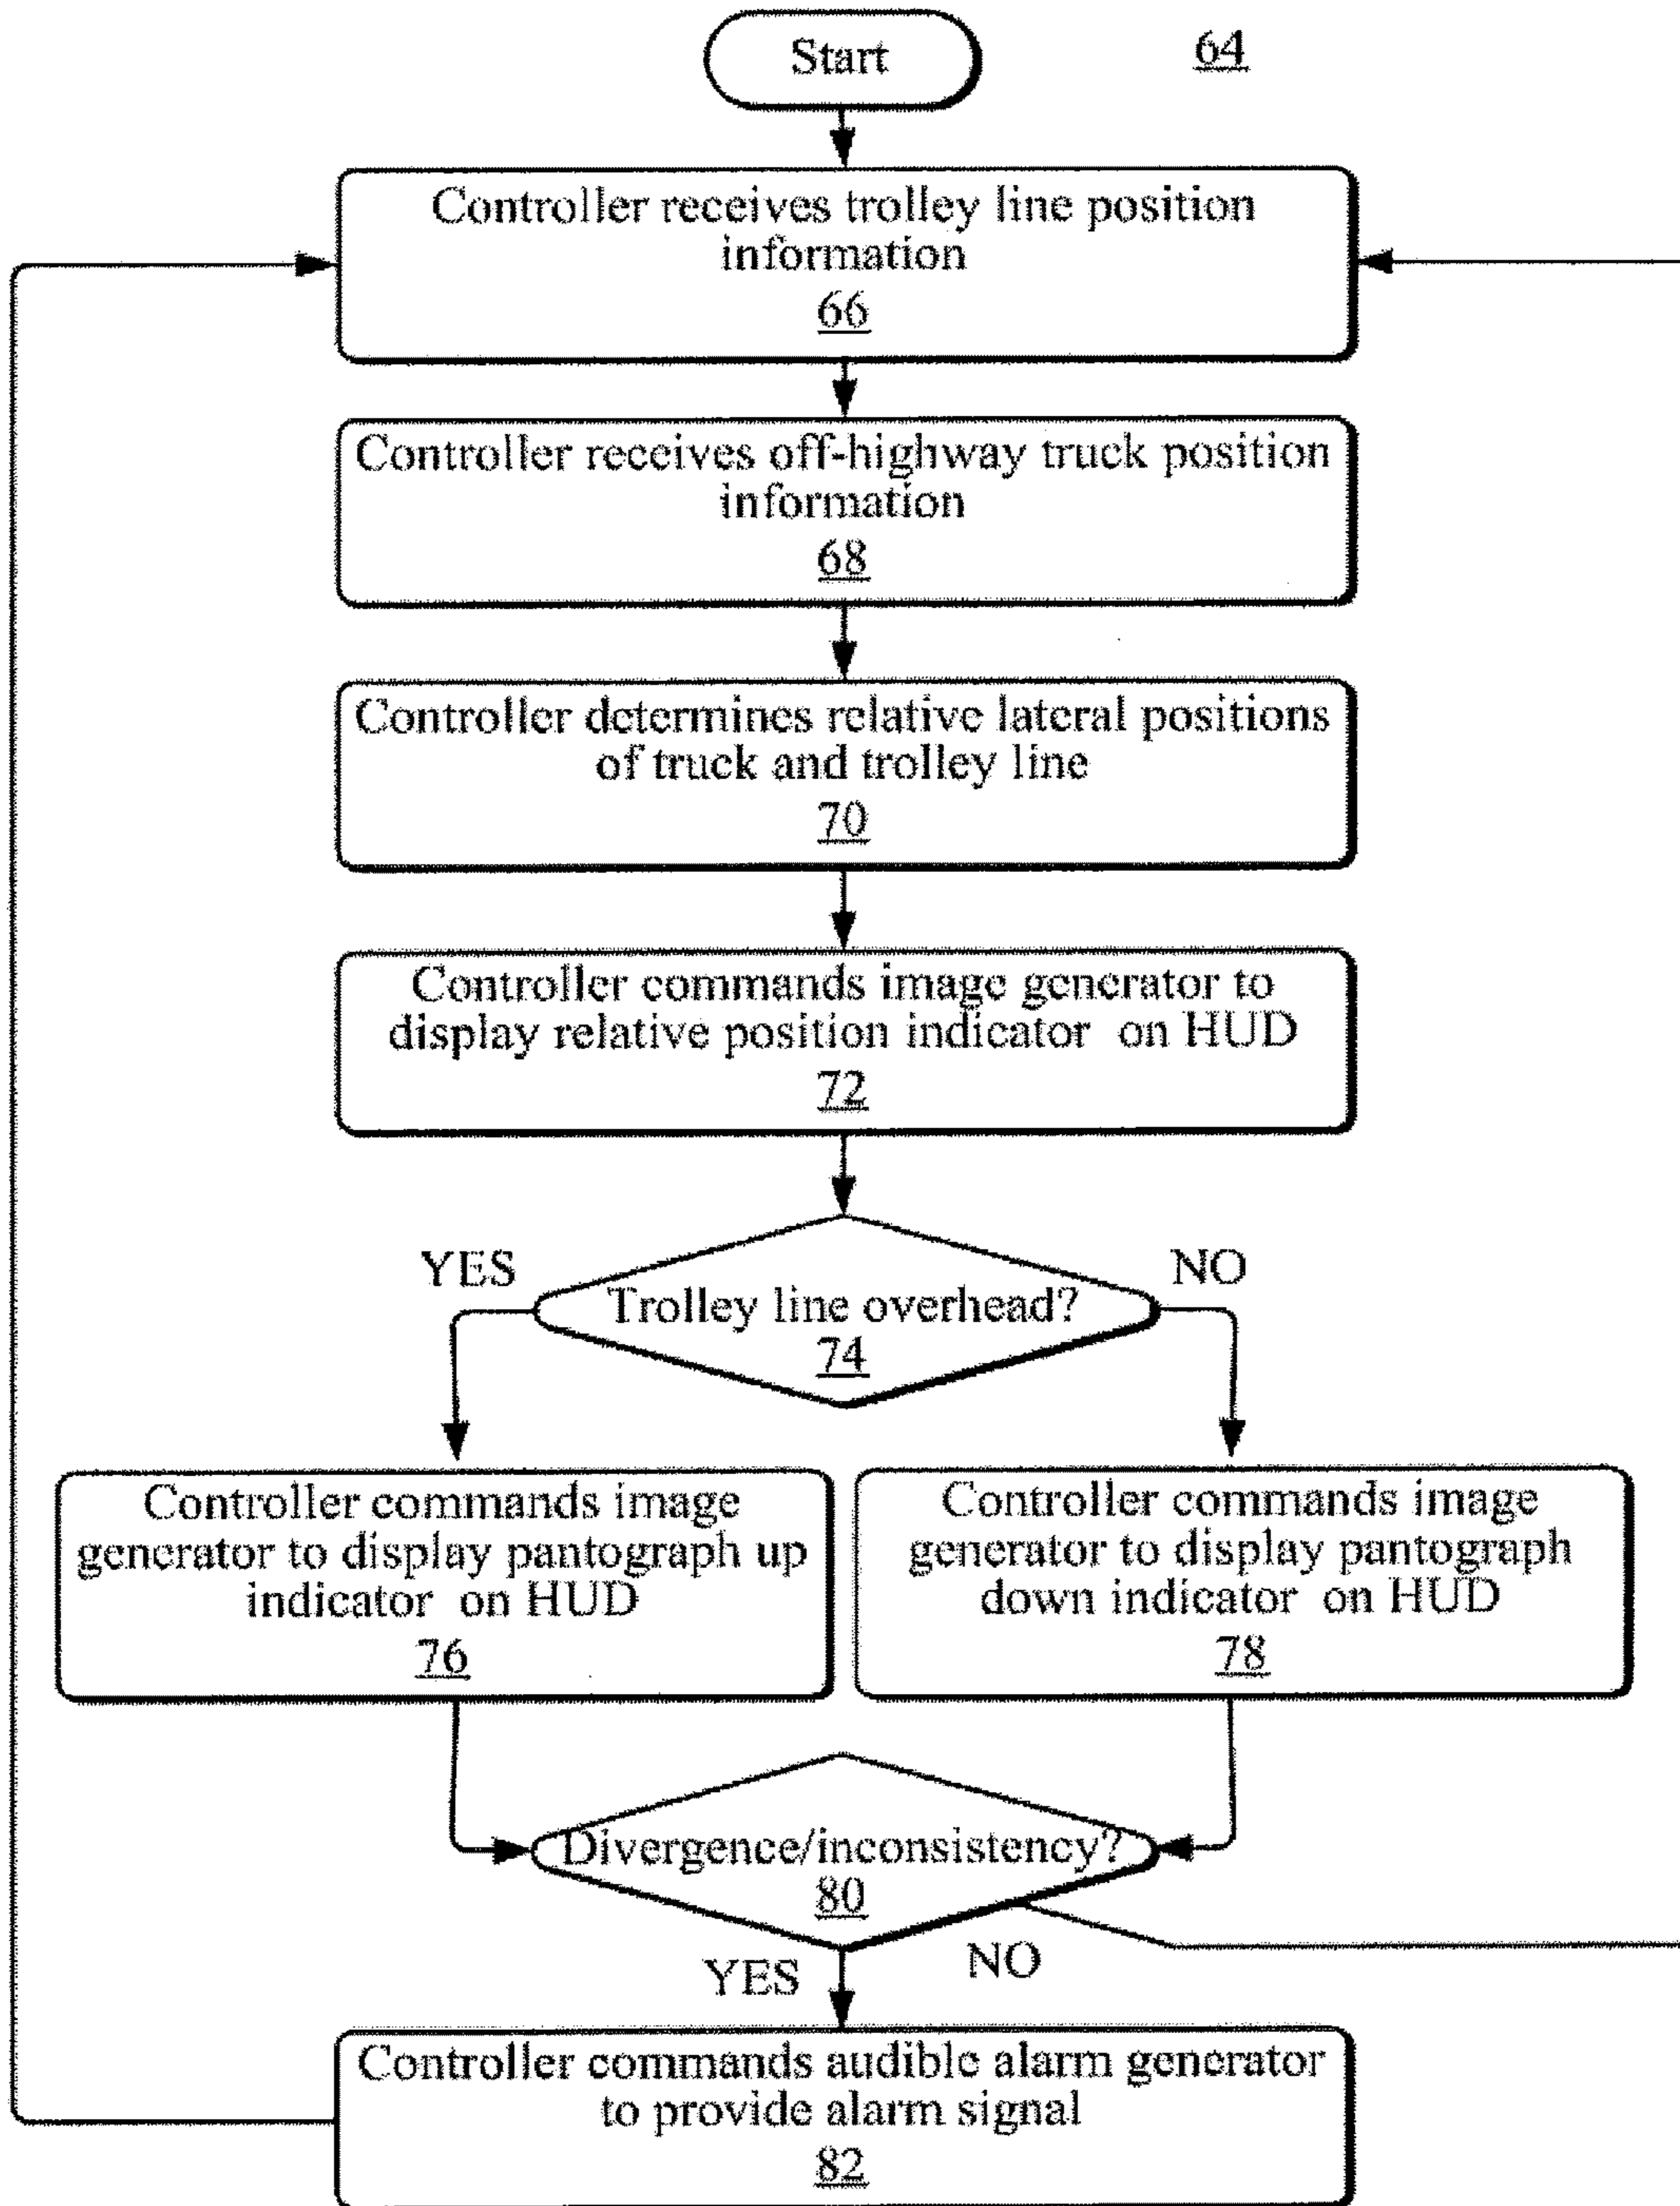 Start
64
Controller receives trolley line position
information
66
Controller receives off-highway truck position
information
68
Controller determines relative lateral positions
of truck and trolley line
70
Controller commands image generator to
display relative position indicator on HUD
72
YES
NO
Trolley line overhead?
74
Controller commands image
generator to display pantograph up
indicator on HUD
76
Controller commands image
generator to display pantograph
down indicator on HUD
78
Divergence/inconsistency?
80
YES
NO
Controller commands audible alarm generator
to provide alarm signal
82